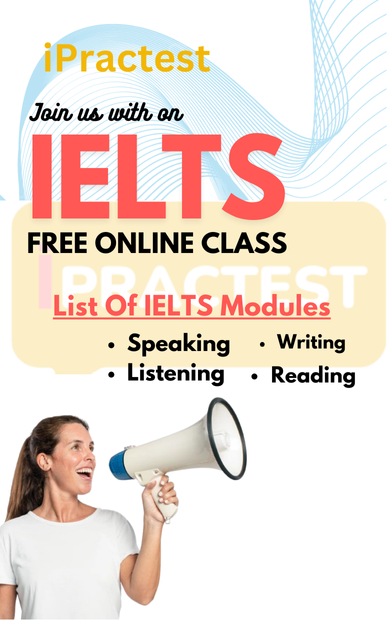 iPractest
Join us with on
IELTS
FREE ONLINE CLASS
IPRACTEST
List Of IELTS Modules
• Speaking
• Writing
• Listening
• Reading